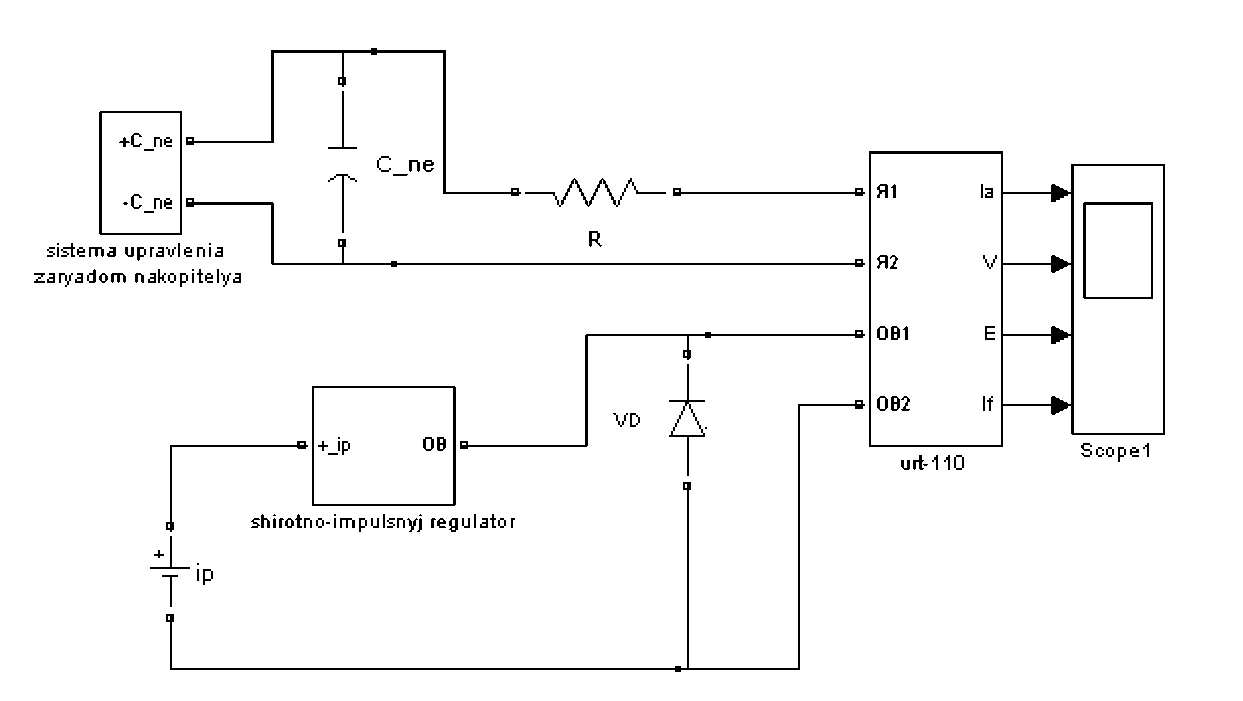 +C_ne
-C_ne
sistema upravlenia
zaryadom nakopitelya
C_ne
R
Я1
Я2
ОВ1
ОВ2
Ia
V
E
If
urt-110
Scope1
+_ip
ОВ
shirotno-impulsnyj regulator
VD
+
ip